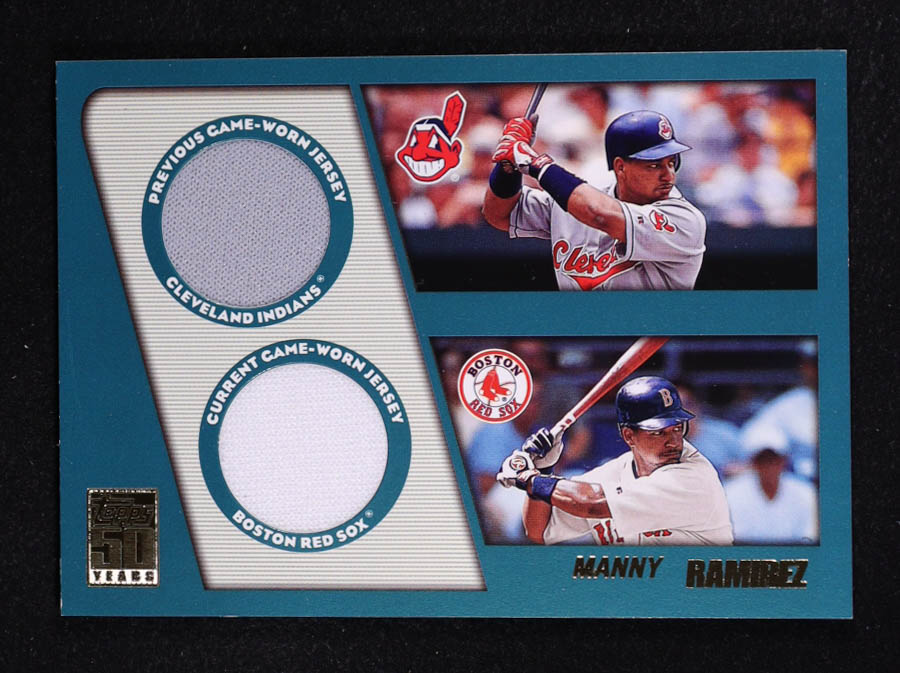 PREVIOUS GAME-WORN JERSEY
CLEVELAND INDIANS®
CURRENT GAME-WORN JERSEY
BOSTON RED SOX®
Topps
50
YEARS
Cleve
BOSTON
RED SOX
B
MANNY RAMIREZ